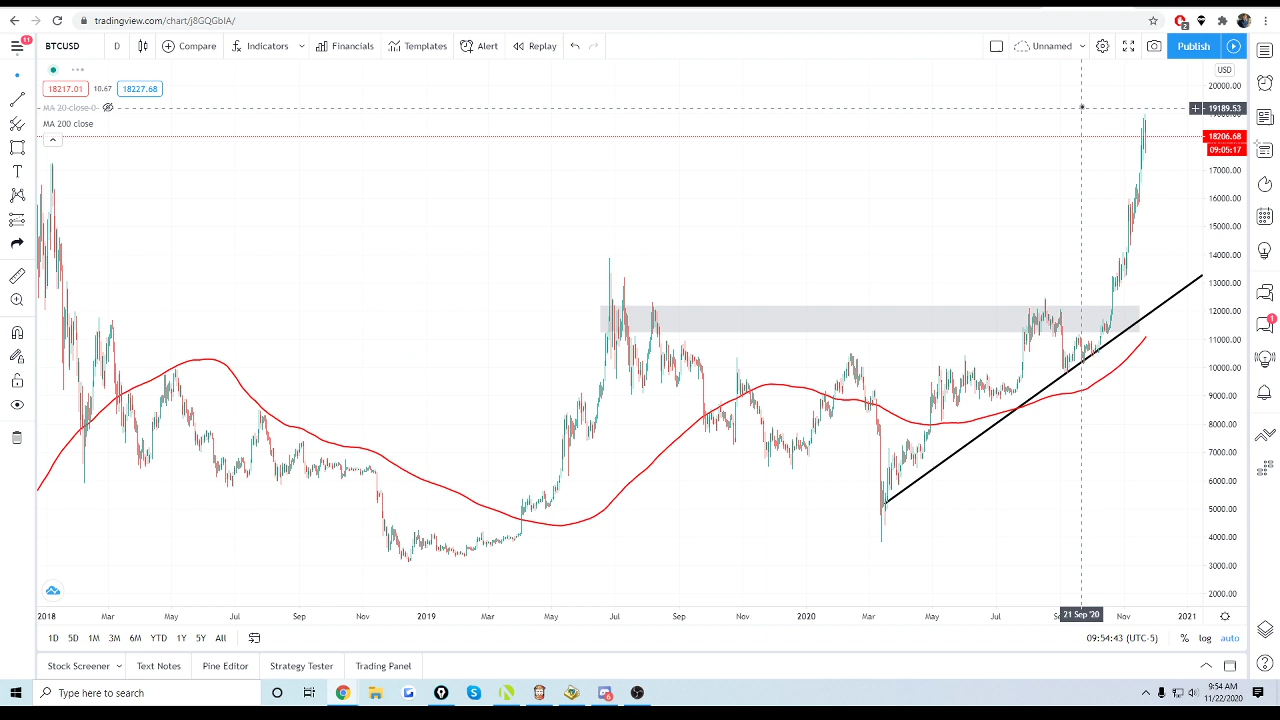 tradingview.com/chart/j8GQGbIA/
2
11
BTCUSD D Compare Indicators Financials Templates Alert Replay Unnamed Publish
USD
18217.01 10.67 18227.68
MA 20 close 0
MA 200 close
20000.00
19189.53
18206.68
09:05:17
17000.00
16000.00
15000.00
14000.00
13000.00
12000.00
11000.00
10000.00
9000.00
8000.00
7000.00
6000.00
5000.00
4000.00
3000.00
2000.00
1
2018 Mar May Jul Sep Nov 2019 Mar May Jul Sep Nov 2020 Mar May Jul 21 Sep '20 Nov 2021
1D 5D 1M 3M 6M YTD 1Y 5Y All 09:54:43 (UTC-5) % log auto
Stock Screener Text Notes Pine Editor Strategy Tester Trading Panel
Type here to search
6
9:54 AM
11/22/2020